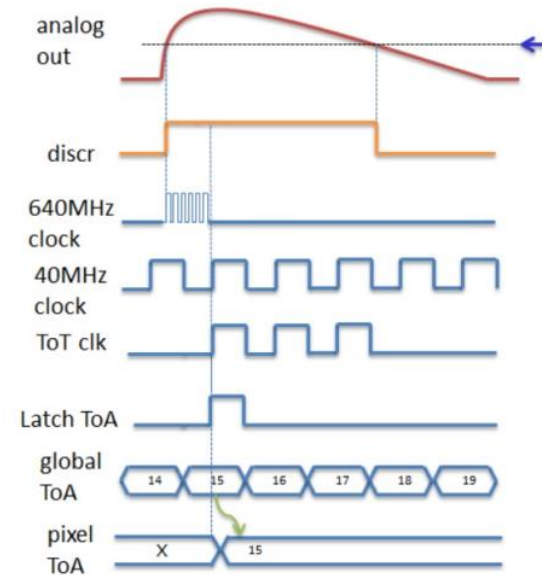 analog
out
discr
640MHz
clock
40MHz
clock
ToT clk
Latch ToA
global
ToA
14 15 16 17 18 19
pixel
ToA
X 15